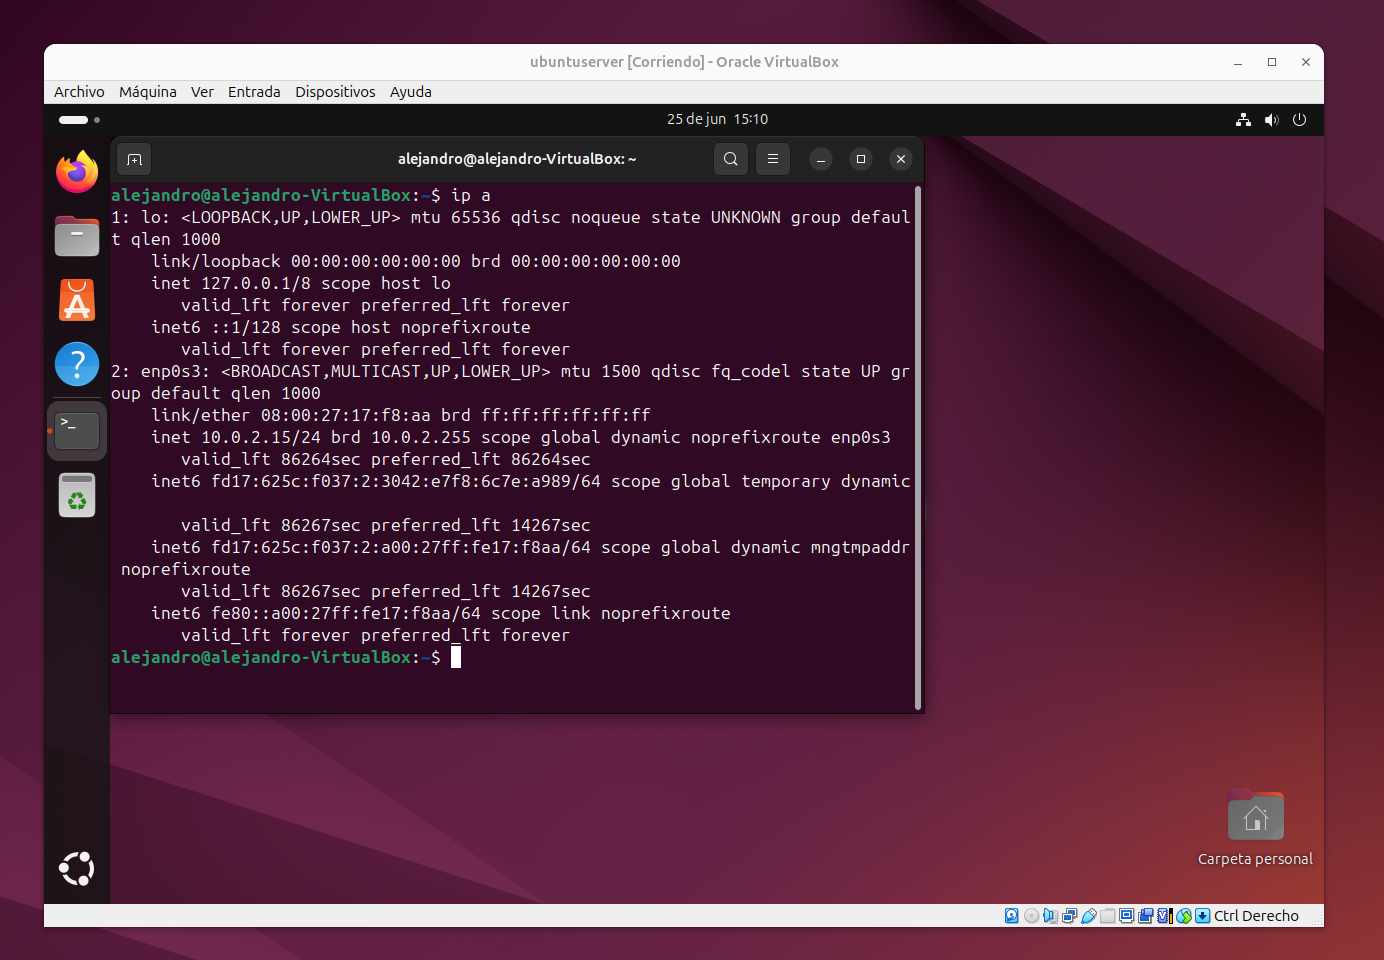 ubuntuserver [Corriendo] - Oracle VirtualBox
Archivo Máquina Ver Entrada Dispositivos Ayuda
25 de jun 15:10
alejandro@alejandro-VirtualBox: ~
alejandro@alejandro-VirtualBox:~$ ip a
1: lo: <LOOPBACK,UP,LOWER_UP> mtu 65536 qdisc noqueue state UNKNOWN group defaul
t qlen 1000
    link/loopback 00:00:00:00:00:00 brd 00:00:00:00:00:00
    inet 127.0.0.1/8 scope host lo
       valid_lft forever preferred_lft forever
    inet6 ::1/128 scope host noprefixroute
       valid_lft forever preferred_lft forever
2: enp0s3: <BROADCAST,MULTICAST,UP,LOWER_UP> mtu 1500 qdisc fq_codel state UP gr
oup default qlen 1000
    link/ether 08:00:27:17:f8:aa brd ff:ff:ff:ff:ff:ff
    inet 10.0.2.15/24 brd 10.0.2.255 scope global dynamic noprefixroute enp0s3
       valid_lft 86264sec preferred_lft 86264sec
    inet6 fd17:625c:f037:2:3042:e7f8:6c7e:a989/64 scope global temporary dynamic
       valid_lft 86267sec preferred_lft 14267sec
    inet6 fd17:625c:f037:2:a00:27ff:fe17:f8aa/64 scope global dynamic mngtmpaddr
 noprefixroute
       valid_lft 86267sec preferred_lft 14267sec
    inet6 fe80::a00:27ff:fe17:f8aa/64 scope link noprefixroute
       valid_lft forever preferred_lft forever
alejandro@alejandro-VirtualBox:~$
Carpeta personal
Ctrl Derecho